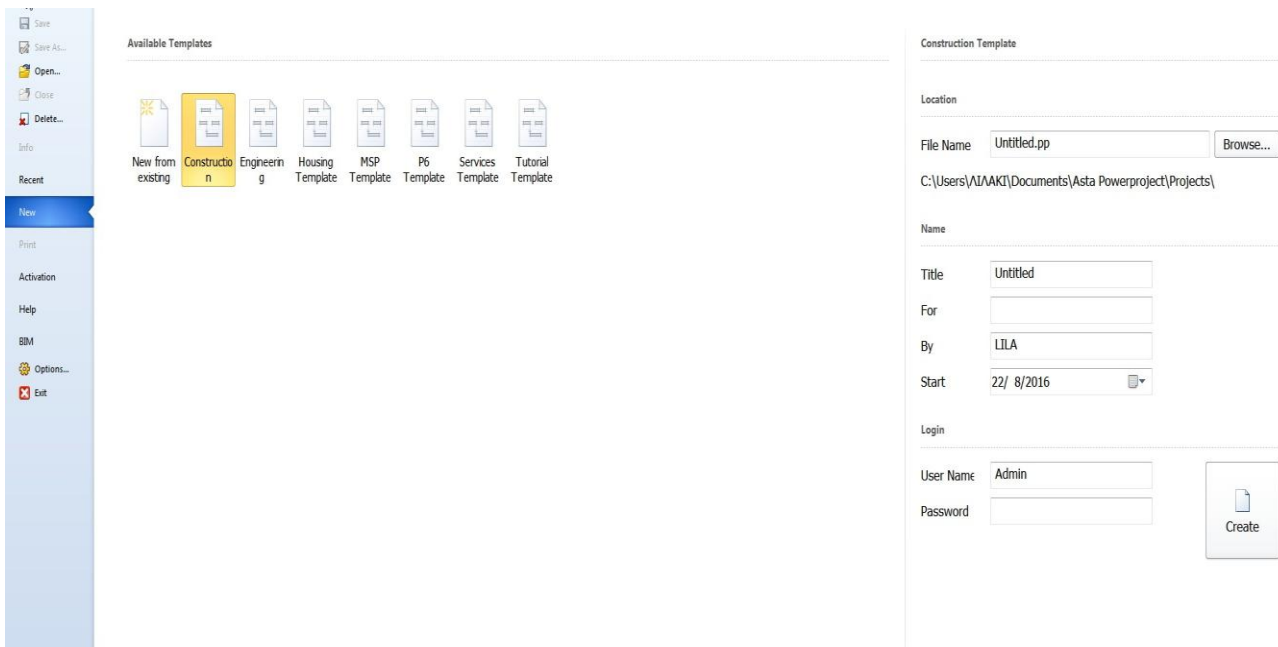 Save
Save As...
Open...
Close
Delete...
Info
Recent
New
Print
Activation
Help
BIM
Options...
Exit
Available Templates
New from existing
Constructio
n
Engineerin
g
Housing
Template
MSP
Template
P6
Template
Services
Template
Tutorial
Template
Construction Template
Location
File Name Untitled.pp Browse...
C:\Users\ΛΙΛΑΚΙ\Documents\Asta Powerproject\Projects\
Name
Title Untitled
For
By LILA
Start 22/ 8/2016
Login
User Name Admin
Password
Create